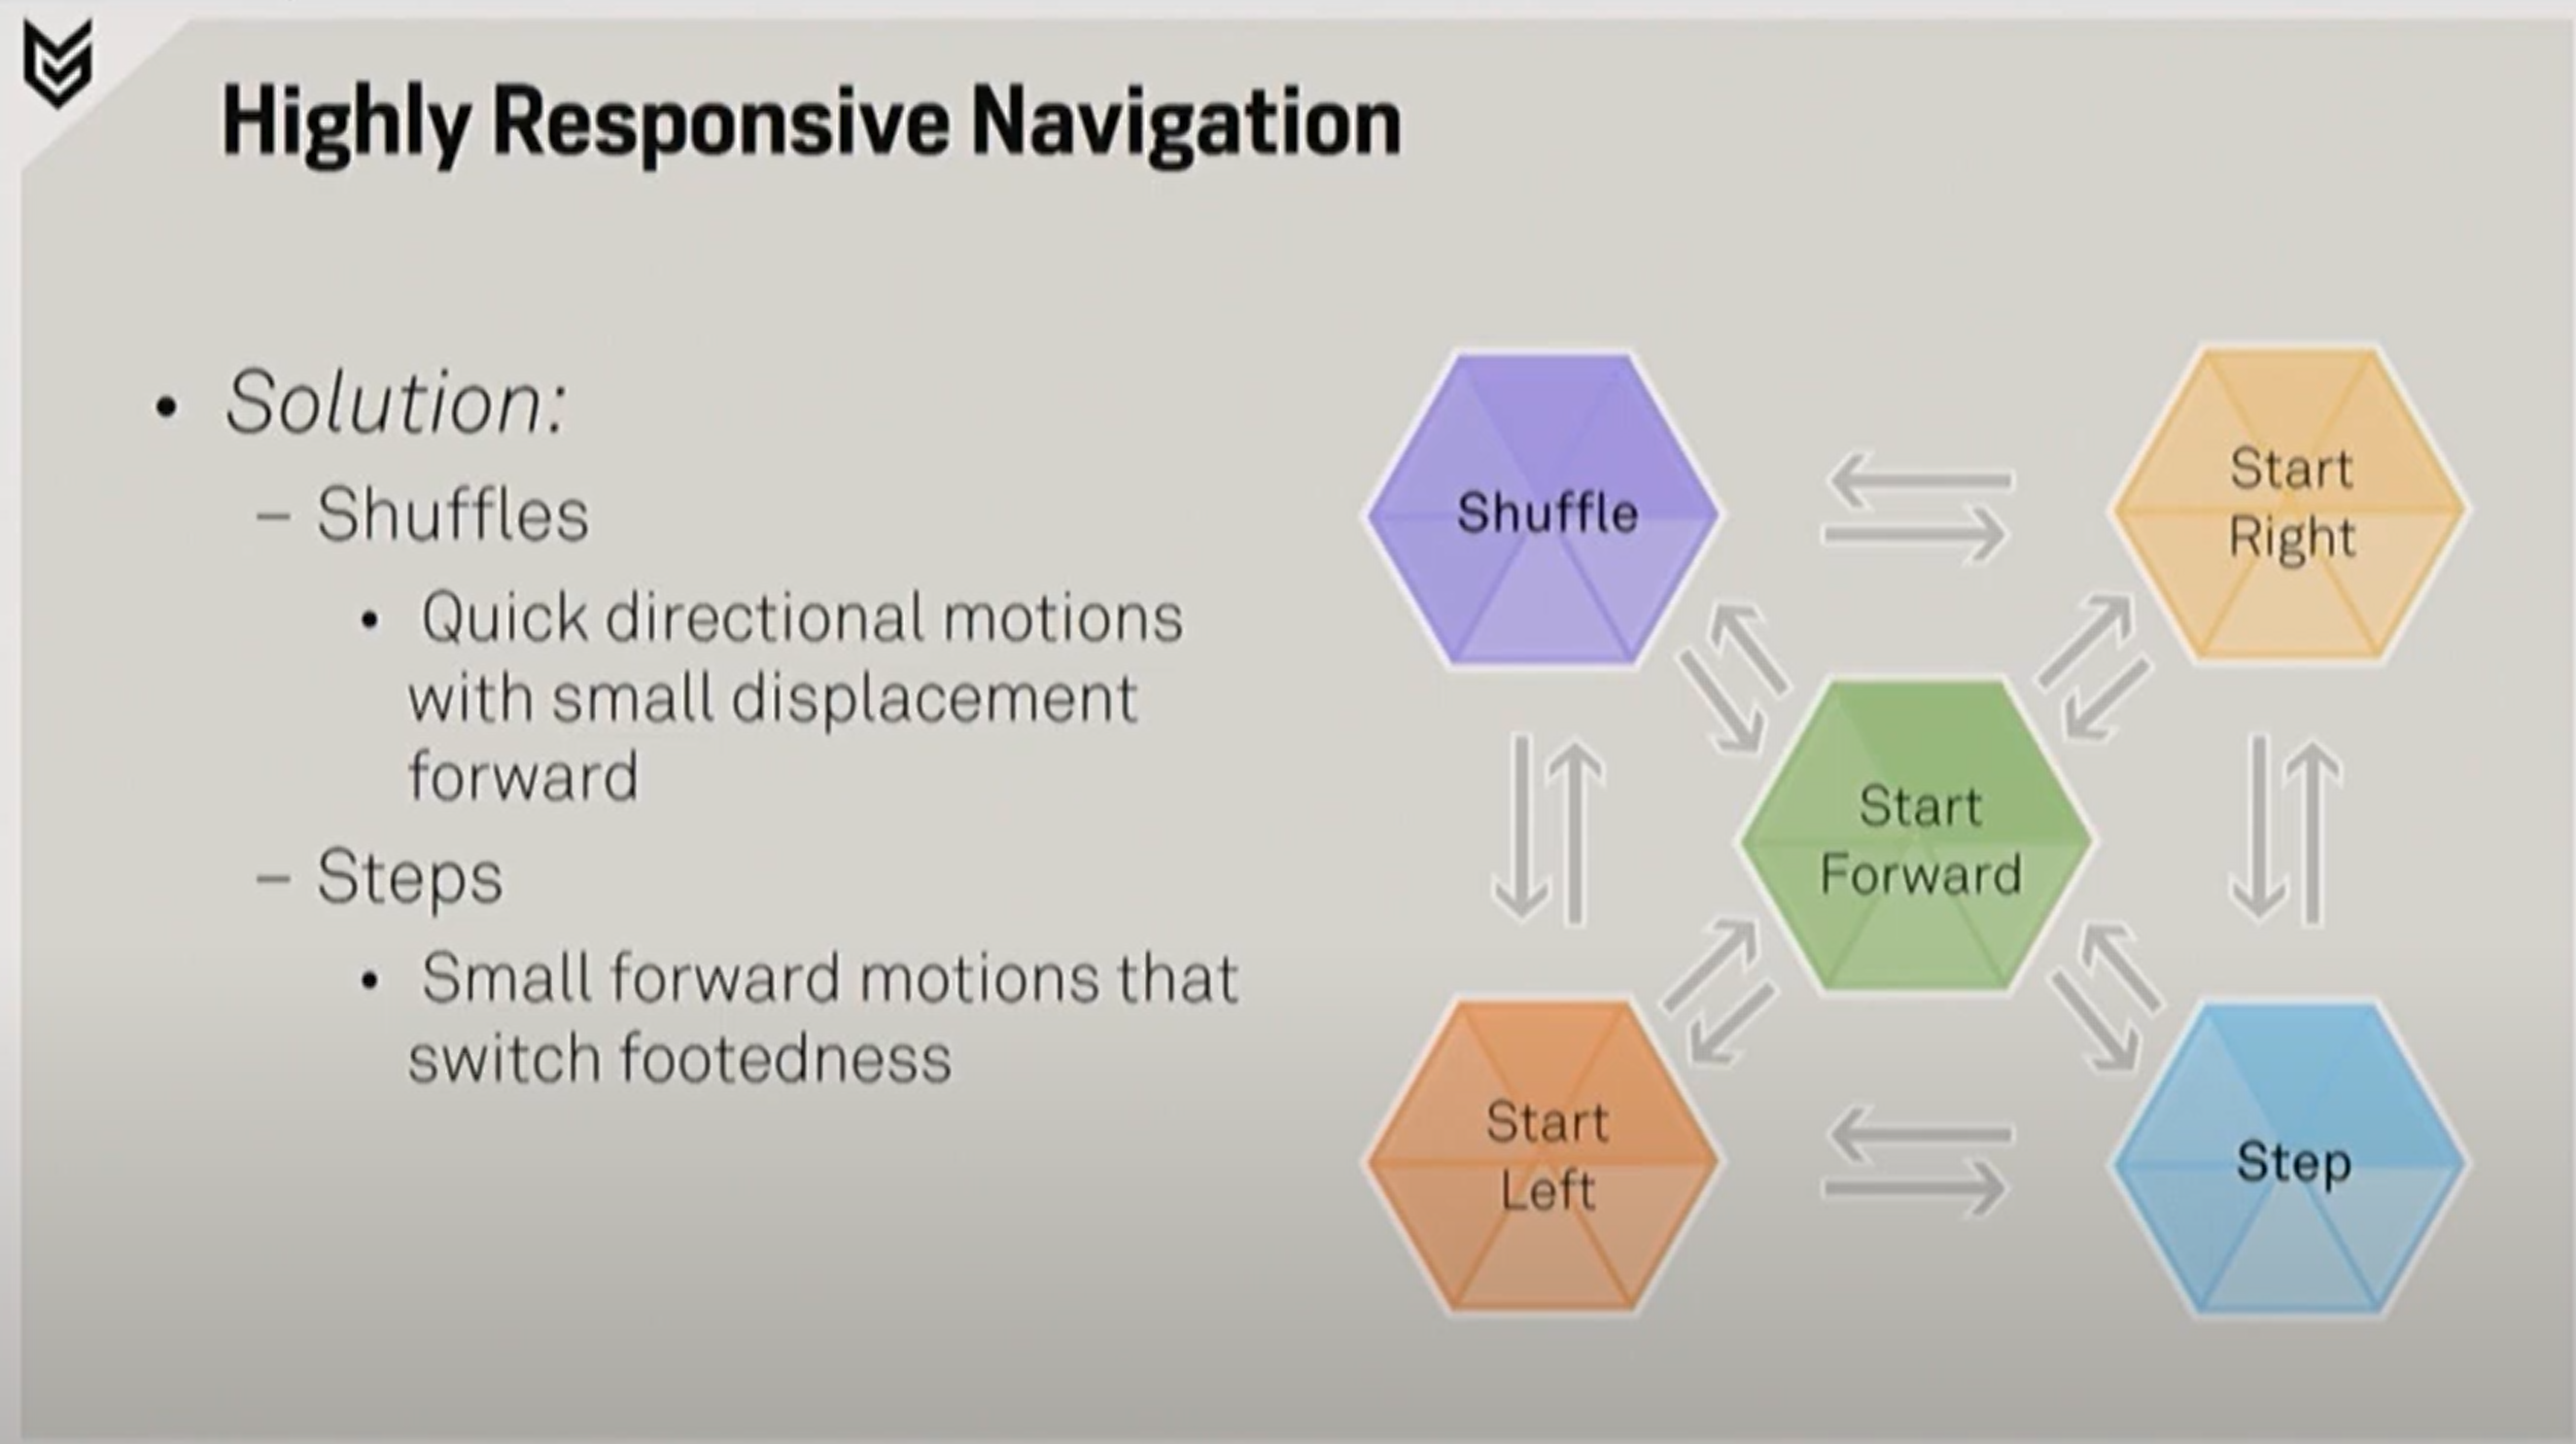 Highly Responsive Navigation
• Solution:
– Shuffles
• Quick directional motions
with small displacement
forward
– Steps
• Small forward motions that
switch footedness
Shuffle
Start
Right
Start
Forward
Start
Left
Step